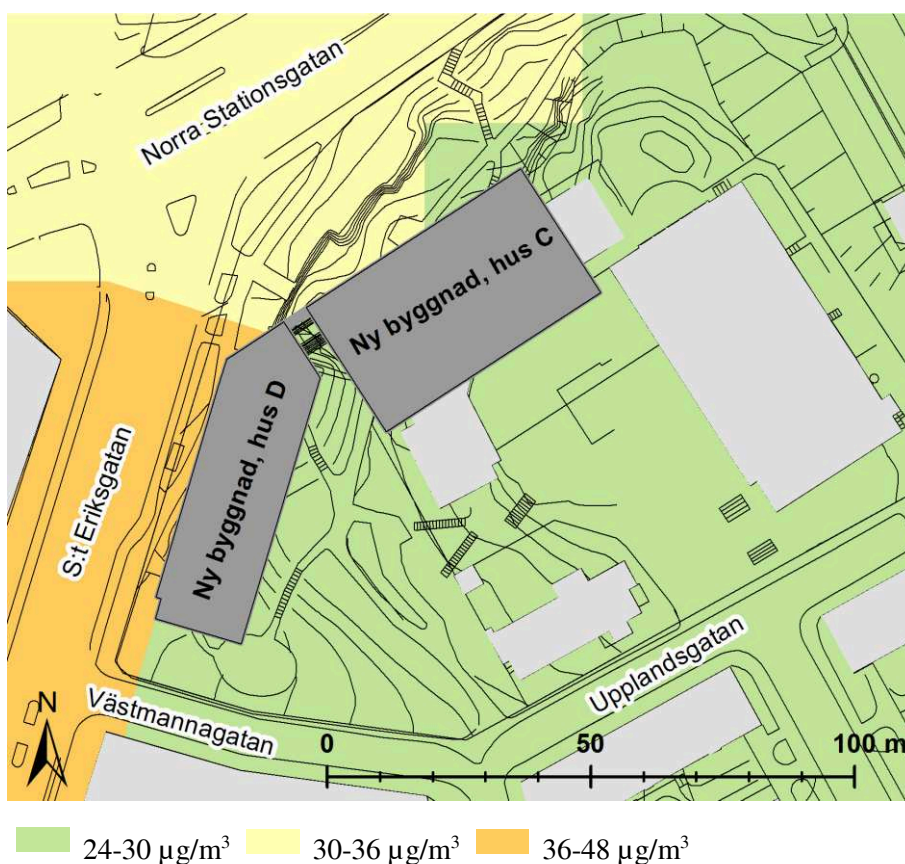 Norra Stationsgatan
Ny byggnad, hus C
Ny byggnad, hus D
S:t Eriksgatan
Upplandsgatan
Västmannagatan
N
0 50 100 m
24-30 µg/m³ 30-36 µg/m³ 36-48 µg/m³